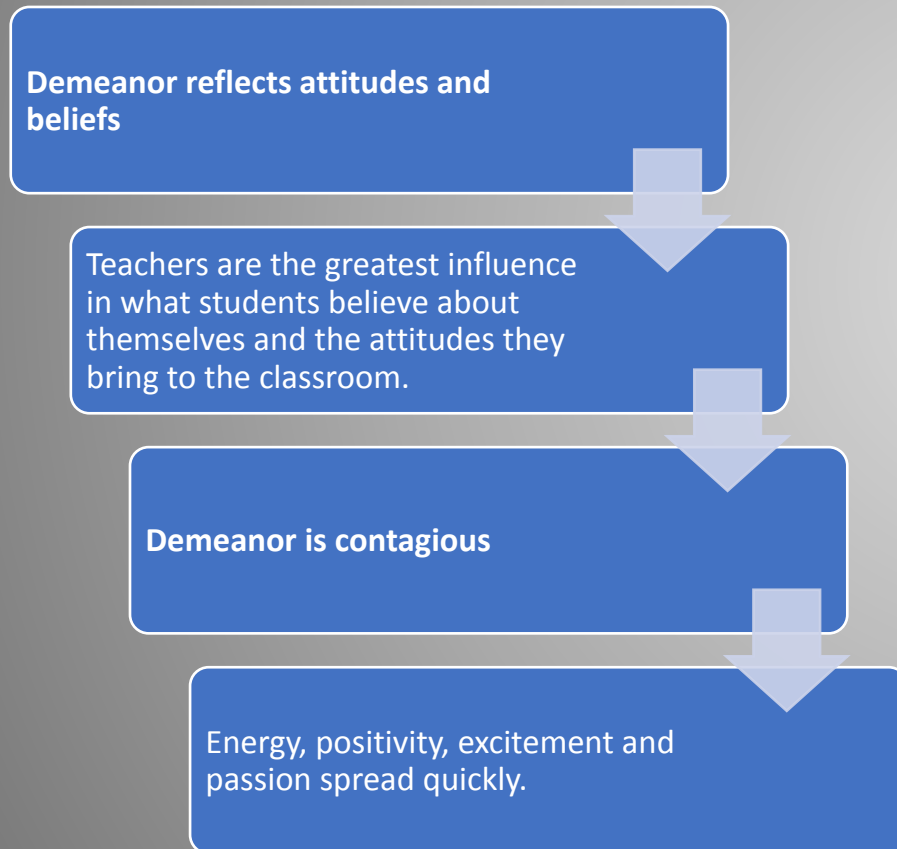 Demeanor reflects attitudes and
beliefs
Teachers are the greatest influence
in what students believe about
themselves and the attitudes they
bring to the classroom.
Demeanor is contagious
Energy, positivity, excitement and
passion spread quickly.